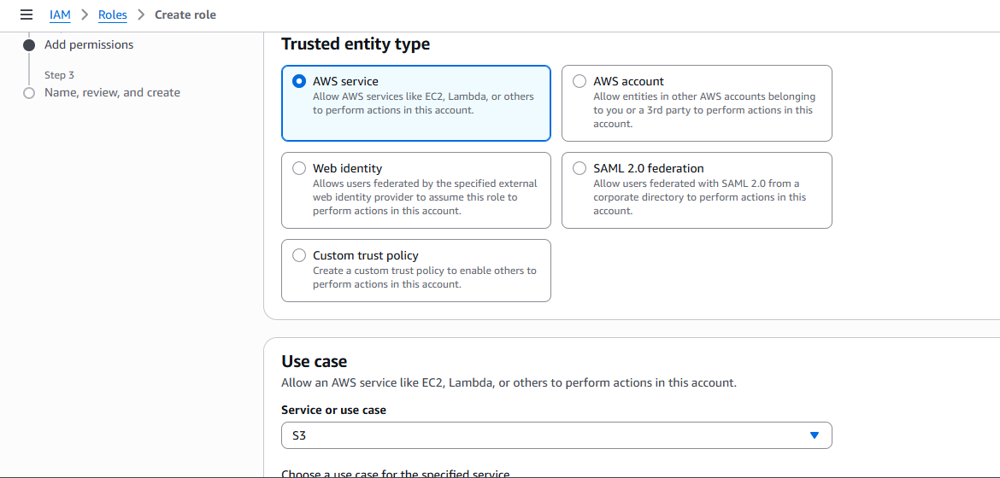 IAM > Roles > Create role
Add permissions
Step 3
Name, review, and create
Trusted entity type
AWS service
Allow AWS services like EC2, Lambda, or others
to perform actions in this account.
AWS account
Allow entities in other AWS accounts belonging
to you or a 3rd party to perform actions in this
account.
Web identity
Allows users federated by the specified external
web identity provider to assume this role to
perform actions in this account.
SAML 2.0 federation
Allow users federated with SAML 2.0 from a
corporate directory to perform actions in this
account.
Custom trust policy
Create a custom trust policy to enable others to
perform actions in this account.
Use case
Allow an AWS service like EC2, Lambda, or others to perform actions in this account.
Service or use case
S3
Choose a use case for the specified service.